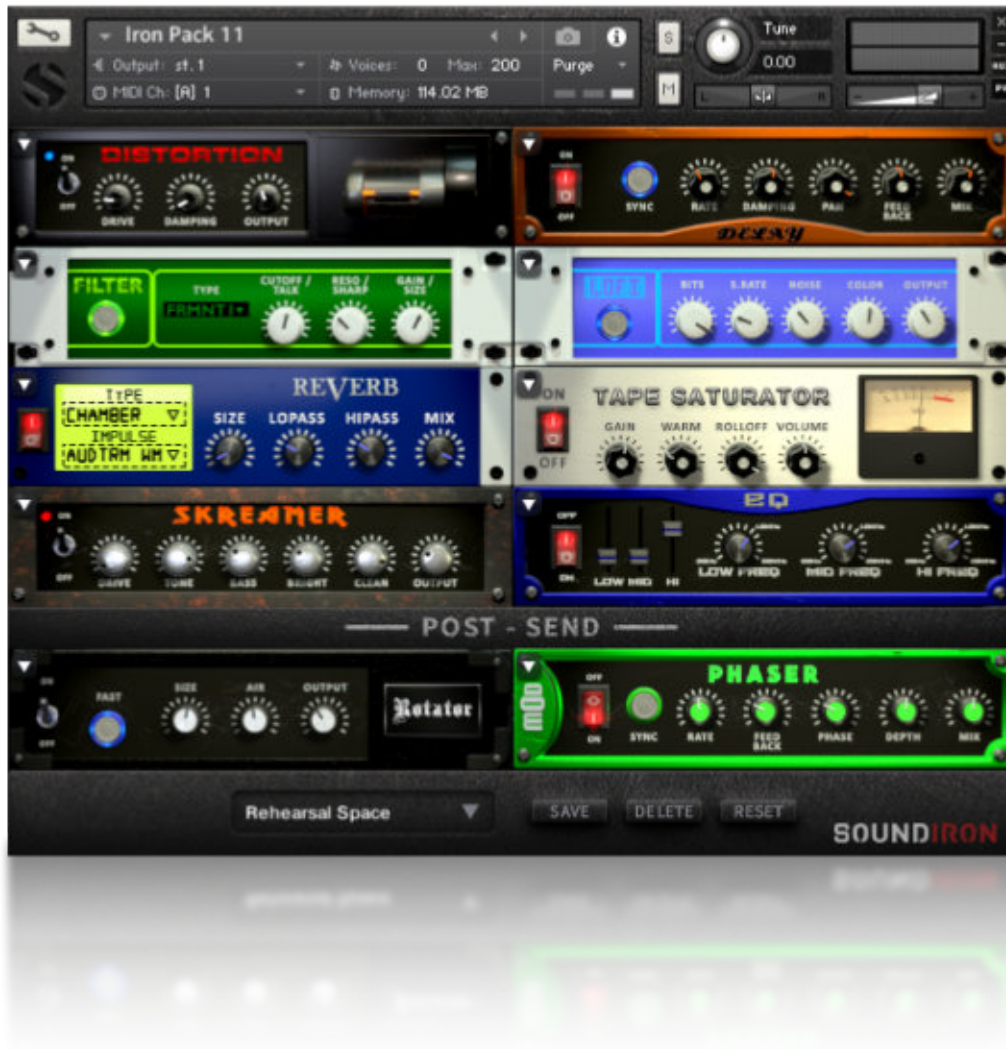 Iron Pack 11
Output: st.1
Voices: 0 Max: 200
Purge
MIDI Ch: [A] 1
Memory: 114.02 MB
S
M
Tune
0.00
L
R
DISTORTION
ON
OFF
DRIVE DAMPING OUTPUT
ON
OFF
SYNC RATE DAMPING PAN FEED BACK MIX
DELAY
FILTER
TYPE
CUTOFF / TALK
RESO / SHARP
GAIN / SIZE
LOFI
BITS S.RATE NOISE COLOR OUTPUT
REVERB
TYPE
CHAMBER
IMPULSE
AUDTRM WM
SIZE LOPASS HIPASS MIX
TAPE SATURATOR
ON
OFF
GAIN WARM ROLLOFF VOLUME
SKREAMER
ON
OFF
DRIVE TONE BASS BRIGHT CLEAN OUTPUT
EQ
OFF
ON
LOW MID HI LOW FREQ MID FREQ HI FREQ
POST - SEND
ON
OFF
FAST SIZE AIR OUTPUT
Rotator
PHASER
OFF
ON
SYNC RATE FEED BACK PHASE DEPTH MIX
Rehearsal Space
SAVE DELETE RESET
SOUNDIRON